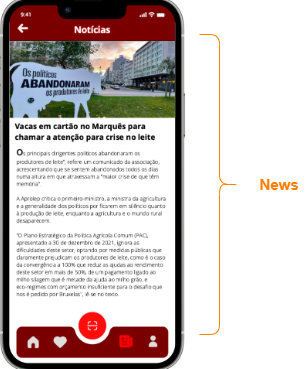 9:41
Notícias
Os políticos
ABANDONARAM
os produtores de leite!
Vacas em cartão no Marquês para
chamar a atenção para crise no leite
Os principais dirigentes políticos abandonaram os
produtores de leite", refere um comunicado da associação,
acrescentando que se sentem abandonados todos os dias
numa altura em que atravessam a "maior crise de que têm
memória"
A Aprolep critica o primeiro-ministro, a ministra da agricultura
e a generalidade dos políticos por ficarem em silêncio quanto
à produção de leite, enquanto a agricultura e o mundo rural
desaparecem.
"O Plano Estratégico da Política Agrícola Comum (PAC),
apresentado a 30 de dezembro de 2021, ignora as
dificuldades deste setor, optando por medidas públicas que
claramente prejudicam os produtores de leite, como é o caso
da convergência a 100% que reduz as ajudas ao rendimento
deste setor em mais de 50%, de um pagamento ligado ao
milho silagem que é metade da ajuda ao milho grão, e
eco-regimes com orçamento insuficiente para o desafio que
nos é pedido por Bruxelas", lê-se no texto.
News